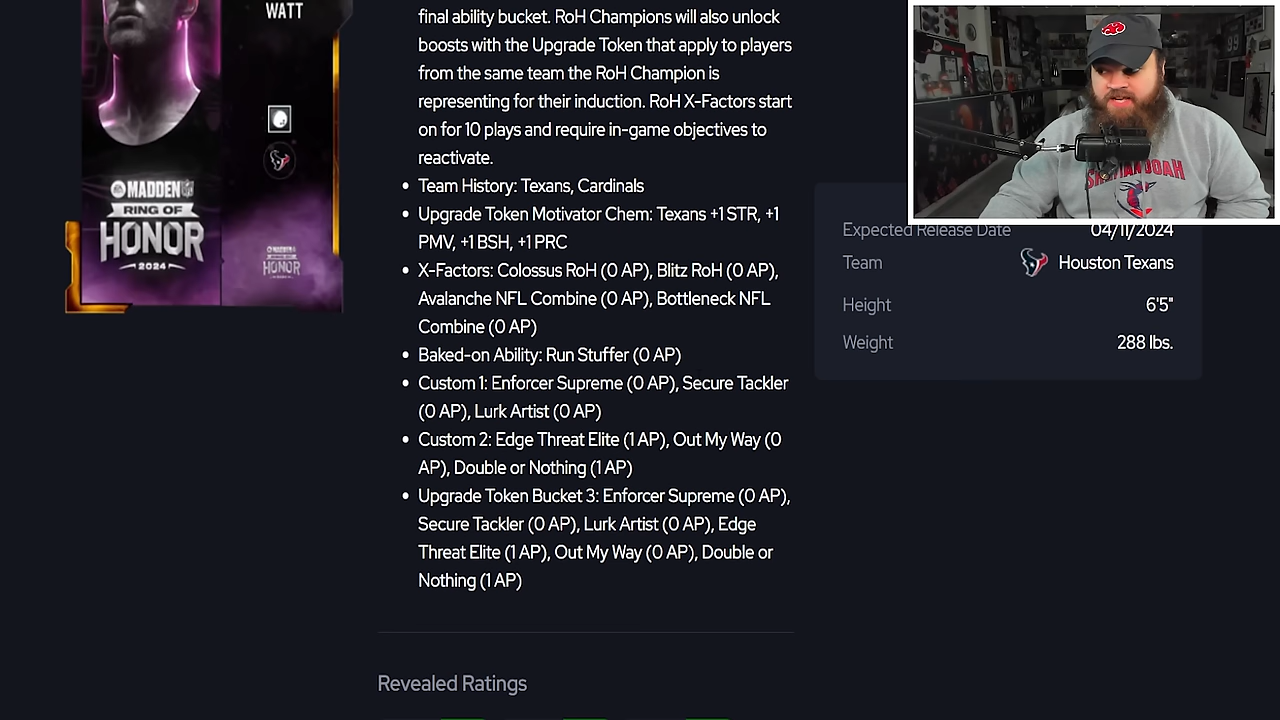 WATT
MADDEN NFL
RING OF
HONOR
2024
HONOR
final ability bucket. RoH Champions will also unlock
boosts with the Upgrade Token that apply to players
from the same team the RoH Champion is
representing for their induction. RoH X-Factors start
on for 10 plays and require in-game objectives to
reactivate.
• Team History: Texans, Cardinals
• Upgrade Token Motivator Chem: Texans +1 STR, +1
PMV, +1 BSH, +1 PRC
• X-Factors: Colossus RoH (0 AP), Blitz RoH (0 AP),
Avalanche NFL Combine (0 AP), Bottleneck NFL
Combine (0 AP)
• Baked-on Ability: Run Stuffer (0 AP)
• Custom 1: Enforcer Supreme (0 AP), Secure Tackler
(0 AP), Lurk Artist (0 AP)
• Custom 2: Edge Threat Elite (1 AP), Out My Way (0
AP), Double or Nothing (1 AP)
• Upgrade Token Bucket 3: Enforcer Supreme (0 AP),
Secure Tackler (0 AP), Lurk Artist (0 AP), Edge
Threat Elite (1 AP), Out My Way (0 AP), Double or
Nothing (1 AP)
Revealed Ratings
99
Expected Release Date 04/11/2024
Team Houston Texans
Height 6'5"
Weight 288 lbs.